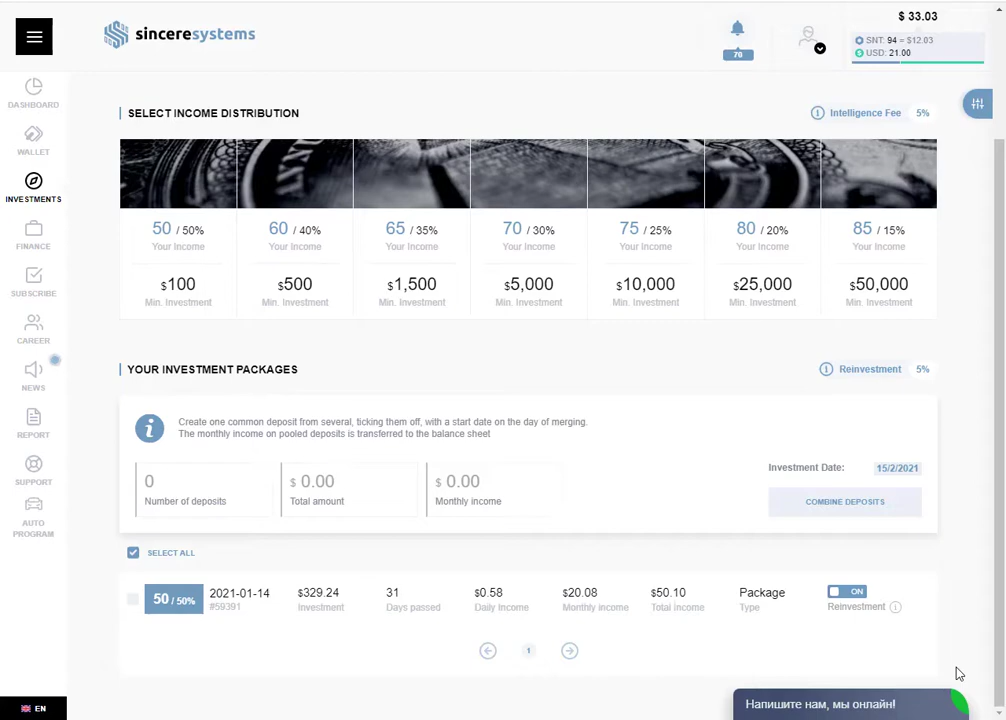 $ 33.03
sinceresystems
70
SNT: 94 = $12.03
USD: 21.00
DASHBOARD
WALLET
INVESTMENTS
FINANCE
SUBSCRIBE
CAREER
NEWS
REPORT
SUPPORT
AUTO
PROGRAM
EN
SELECT INCOME DISTRIBUTION
Intelligence Fee 5%
50 / 50% 60 / 40% 65 / 35% 70 / 30% 75 / 25% 80 / 20% 85 / 15%
Your Income Your Income Your Income Your Income Your Income Your Income Your Income
$100 $500 $1,500 $5,000 $10,000 $25,000 $50,000
Min. Investment Min. Investment Min. Investment Min. Investment Min. Investment Min. Investment Min. Investment
YOUR INVESTMENT PACKAGES
Reinvestment 5%
Create one common deposit from several, ticking them off, with a start date on the day of merging.
The monthly income on pooled deposits is transferred to the balance sheet
0 $ 0.00 $ 0.00
Number of deposits Total amount Monthly income
Investment Date: 15/2/2021
COMBINE DEPOSITS
SELECT ALL
50 / 50% 2021-01-14 $329.24 31 $0.58 $20.08 $50.10 Package ON
#59391 Investment Days passed Daily Income Monthly income Total income Type Reinvestment
1
Напишите нам, мы онлайн!